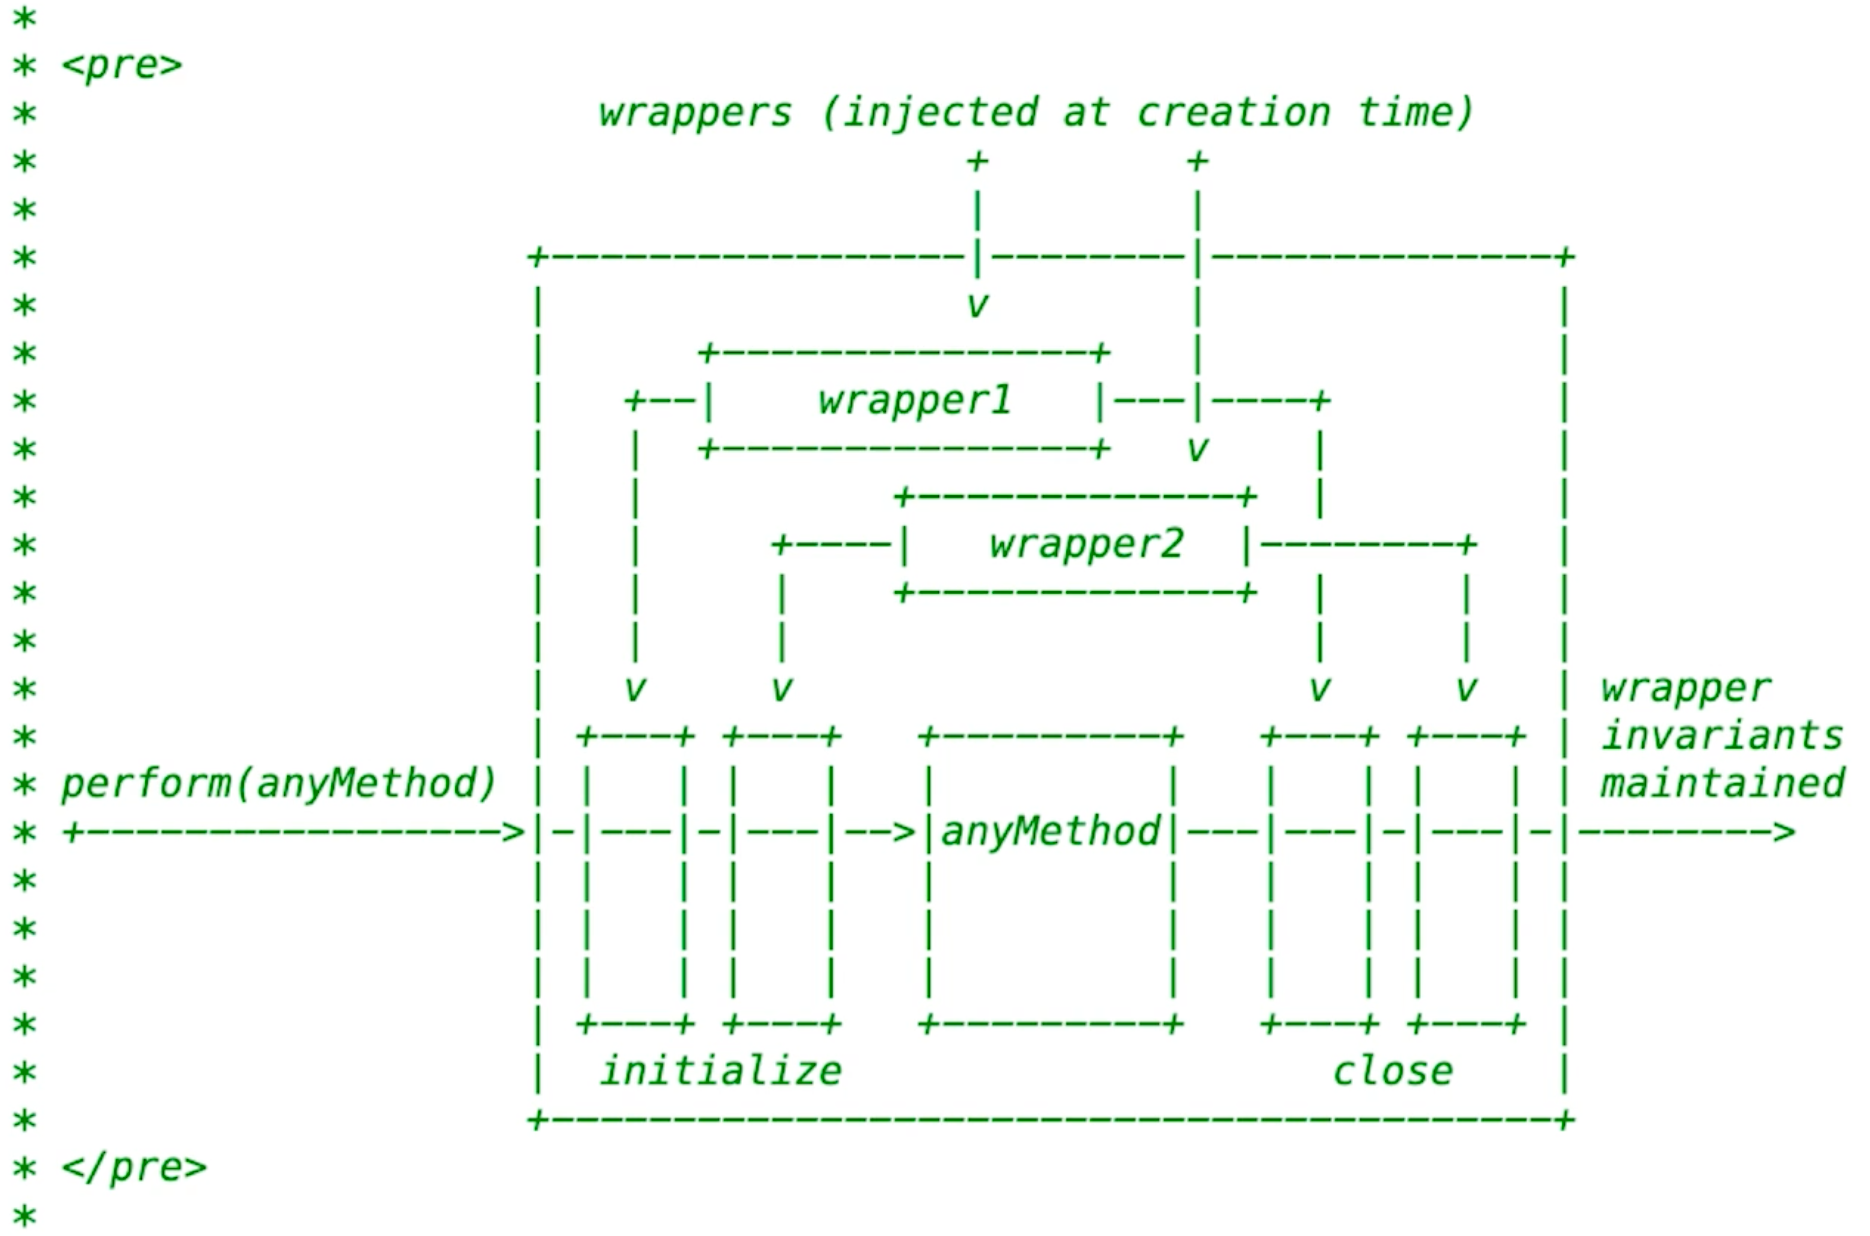 *
* <pre>
*                       wrappers (injected at creation time)
*                                      +        +
*                                      |        |
*                    +-----------------|--------|--------------+
*                    |                 v        |              |
*                    |      +---------------+   |              |
*                    |   +--|    wrapper1   |---|----+         |
*                    |   |  +---------------+   v    |         |
*                    |   |          +-------------+  |         |
*                    |   |     +----|   wrapper2  |--------+   |
*                    |   |     |    +-------------+  |     |   |
*                    |   |     |                     |     |   |
*                    |   v     v                     v     v   | wrapper
*                    | +---+ +---+   +---------+   +---+ +---+ | invariants
* perform(anyMethod) | |   | |   |   |         |   |   | |   | | maintained
* +----------------->|-|---|-|---|-->|anyMethod|---|---|-|---|-|-------->
*                    | |   | |   |   |         |   |   | |   | |
*                    | |   | |   |   |         |   |   | |   | |
*                    | |   | |   |   |         |   |   | |   | |
*                    | +---+ +---+   +---------+   +---+ +---+ |
*                    |  initialize                    close    |
*                    +-----------------------------------------+
* </pre>
*